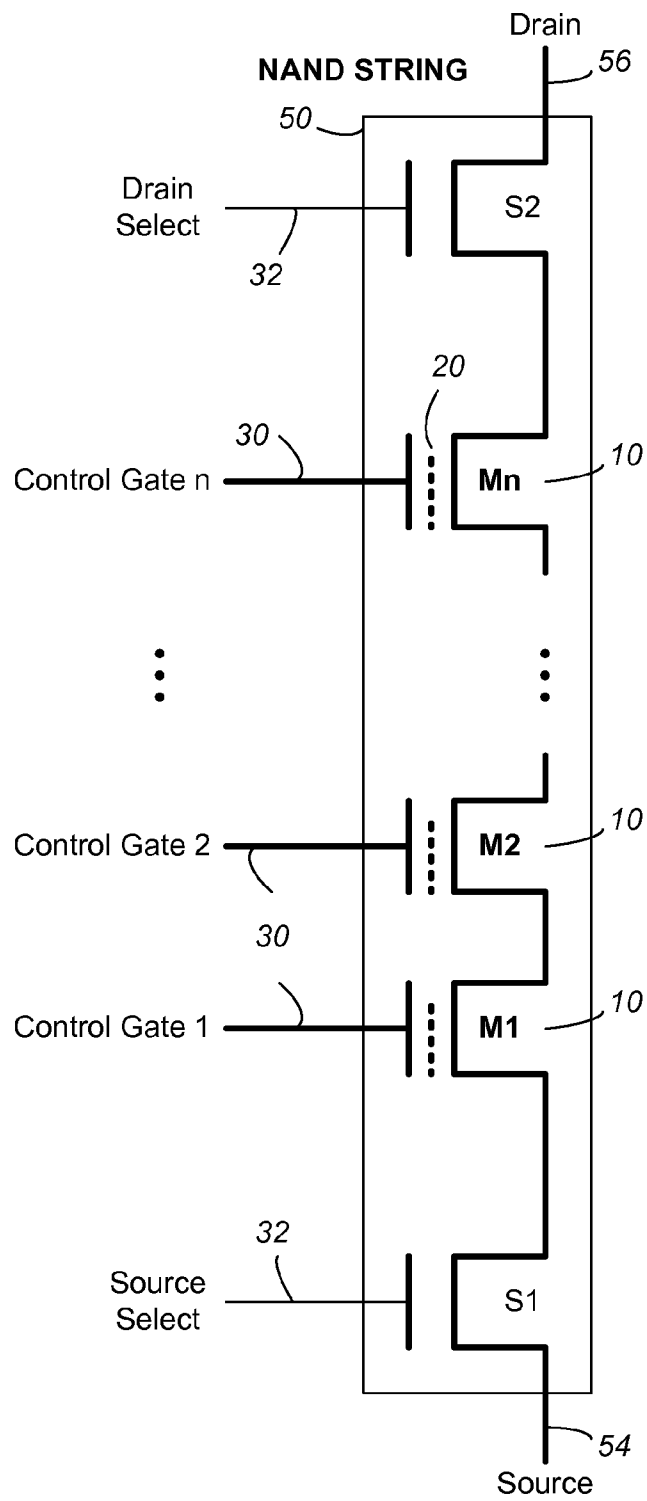 Drain
56
NAND STRING
50
Drain
Select
S2
32
20
30
Control Gate n
Mn
10
Control Gate 2
M2
10
30
Control Gate 1
M1
10
32
Source
Select
S1
54
Source